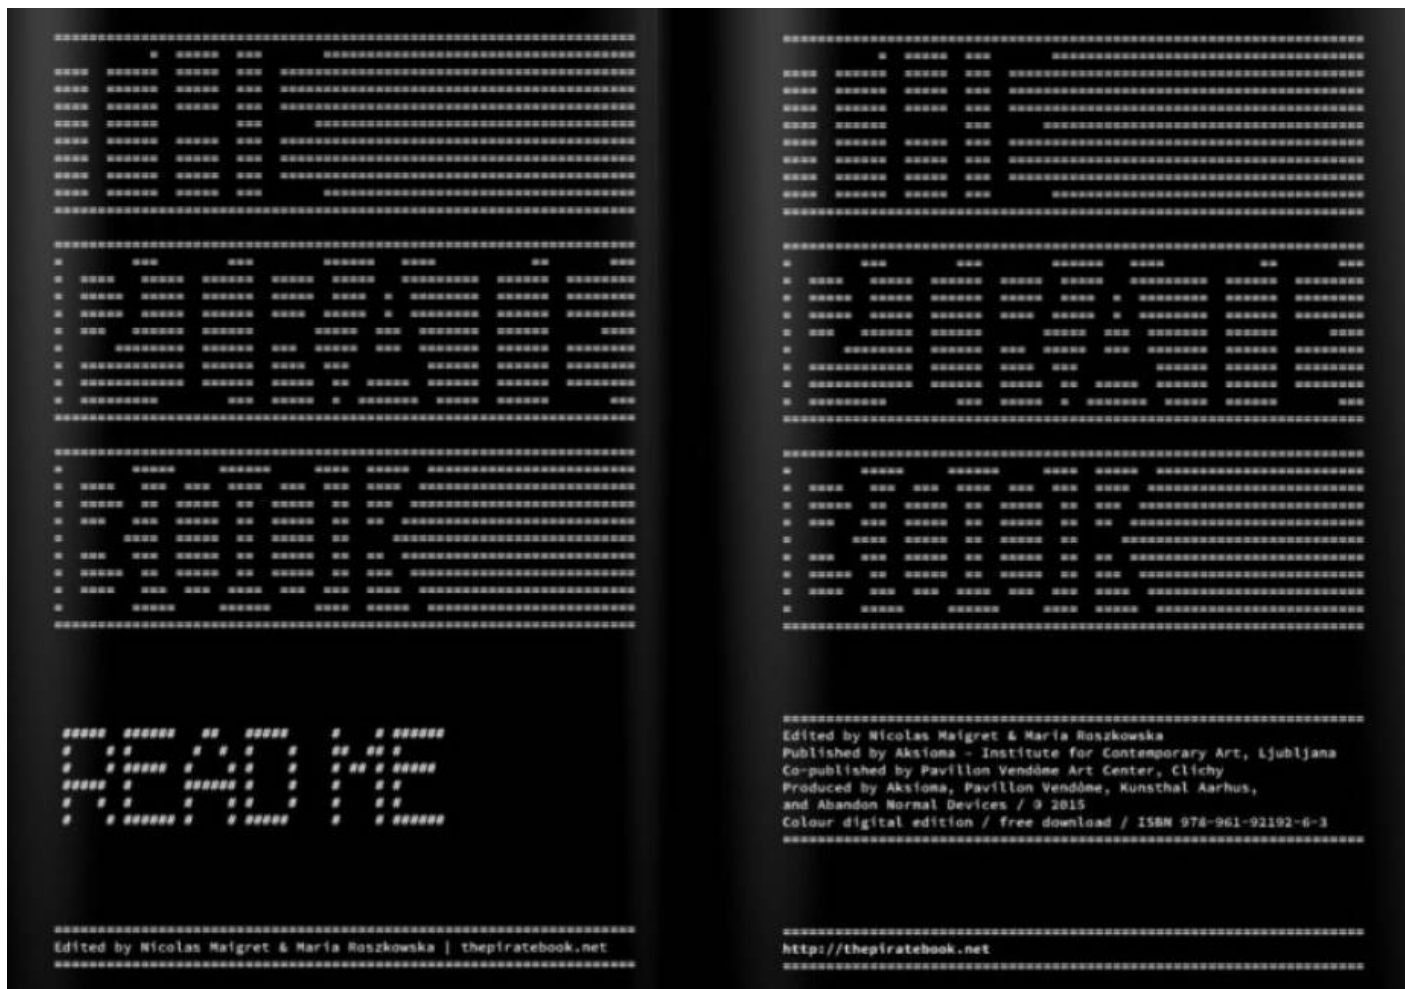 THE
PIRATE
BOOK
READ ME
Edited by Nicolas Maigret & Maria Roszkowska | thepiratebook.net
THE
PIRATE
BOOK
Edited by Nicolas Maigret & Maria Roszkowska
Published by Aksioma - Institute for Contemporary Art, Ljubljana
Co-published by Pavillon Vendôme Art Center, Clichy
Produced by Aksioma, Pavillon Vendôme, Kunsthal Aarhus,
and Abandon Normal Devices / @ 2015
Colour digital edition / free download / ISBN 978-961-92192-6-3
http://thepiratebook.net